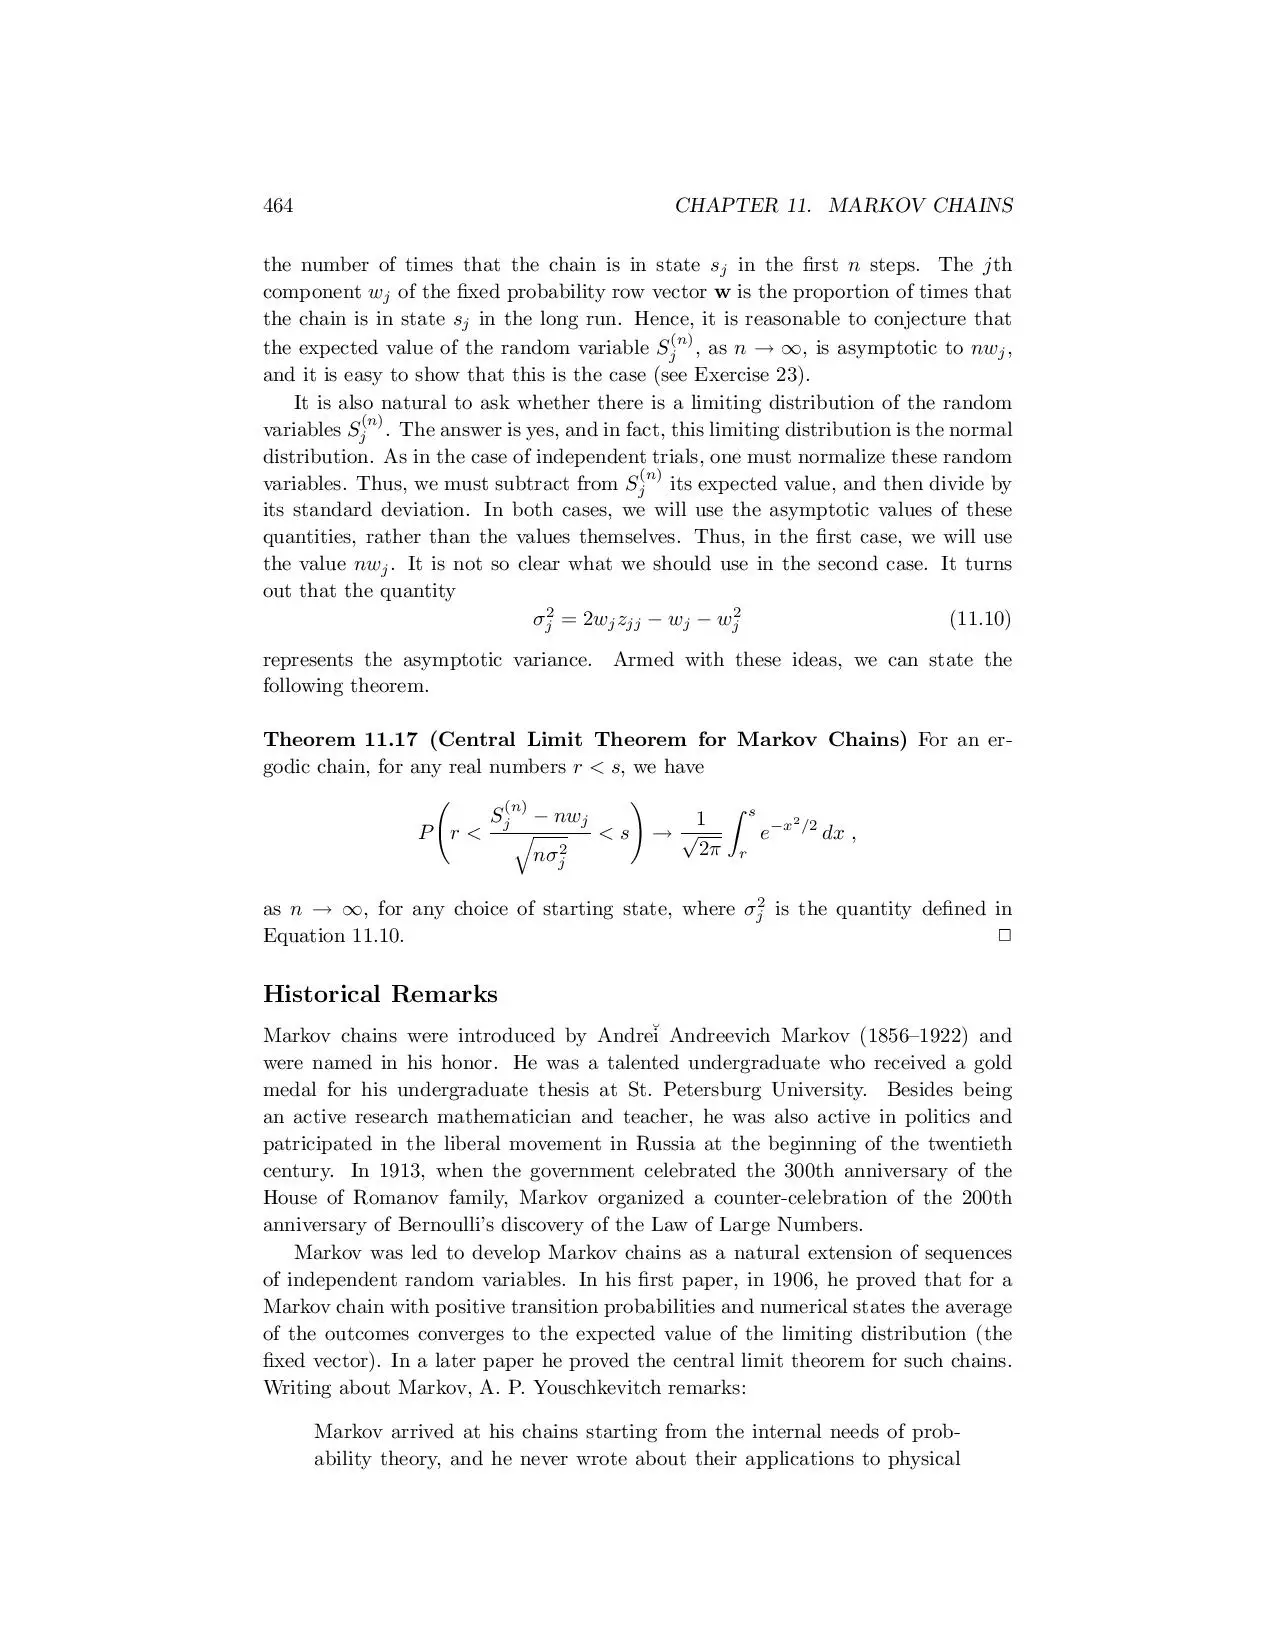 464 CHAPTER 11. MARKOV CHAINS
the number of times that the chain is in state s_j in the first n steps. The jth
component w_j of the fixed probability row vector w is the proportion of times that
the chain is in state s_j in the long run. Hence, it is reasonable to conjecture that
the expected value of the random variable S_j^{(n)}, as n → ∞, is asymptotic to nw_j,
and it is easy to show that this is the case (see Exercise 23).
It is also natural to ask whether there is a limiting distribution of the random
variables S_j^{(n)}. The answer is yes, and in fact, this limiting distribution is the normal
distribution. As in the case of independent trials, one must normalize these random
variables. Thus, we must subtract from S_j^{(n)} its expected value, and then divide by
its standard deviation. In both cases, we will use the asymptotic values of these
quantities, rather than the values themselves. Thus, in the first case, we will use
the value nw_j. It is not so clear what we should use in the second case. It turns
out that the quantity
σ_j^2 = 2w_j z_{jj} − w_j − w_j^2 (11.10)
represents the asymptotic variance. Armed with these ideas, we can state the
following theorem.
Theorem 11.17 (Central Limit Theorem for Markov Chains) For an er-
godic chain, for any real numbers r < s, we have
P( r < (S_j^{(n)} − nw_j) / √(nσ_j^2) < s ) → 1/√(2π) ∫_r^s e^{−x^2/2} dx ,
as n → ∞, for any choice of starting state, where σ_j^2 is the quantity defined in
Equation 11.10. □
Historical Remarks
Markov chains were introduced by Andreĭ Andreevich Markov (1856–1922) and
were named in his honor. He was a talented undergraduate who received a gold
medal for his undergraduate thesis at St. Petersburg University. Besides being
an active research mathematician and teacher, he was also active in politics and
patricipated in the liberal movement in Russia at the beginning of the twentieth
century. In 1913, when the government celebrated the 300th anniversary of the
House of Romanov family, Markov organized a counter-celebration of the 200th
anniversary of Bernoulli's discovery of the Law of Large Numbers.
Markov was led to develop Markov chains as a natural extension of sequences
of independent random variables. In his first paper, in 1906, he proved that for a
Markov chain with positive transition probabilities and numerical states the average
of the outcomes converges to the expected value of the limiting distribution (the
fixed vector). In a later paper he proved the central limit theorem for such chains.
Writing about Markov, A. P. Youschkevitch remarks:
Markov arrived at his chains starting from the internal needs of prob-
ability theory, and he never wrote about their applications to physical